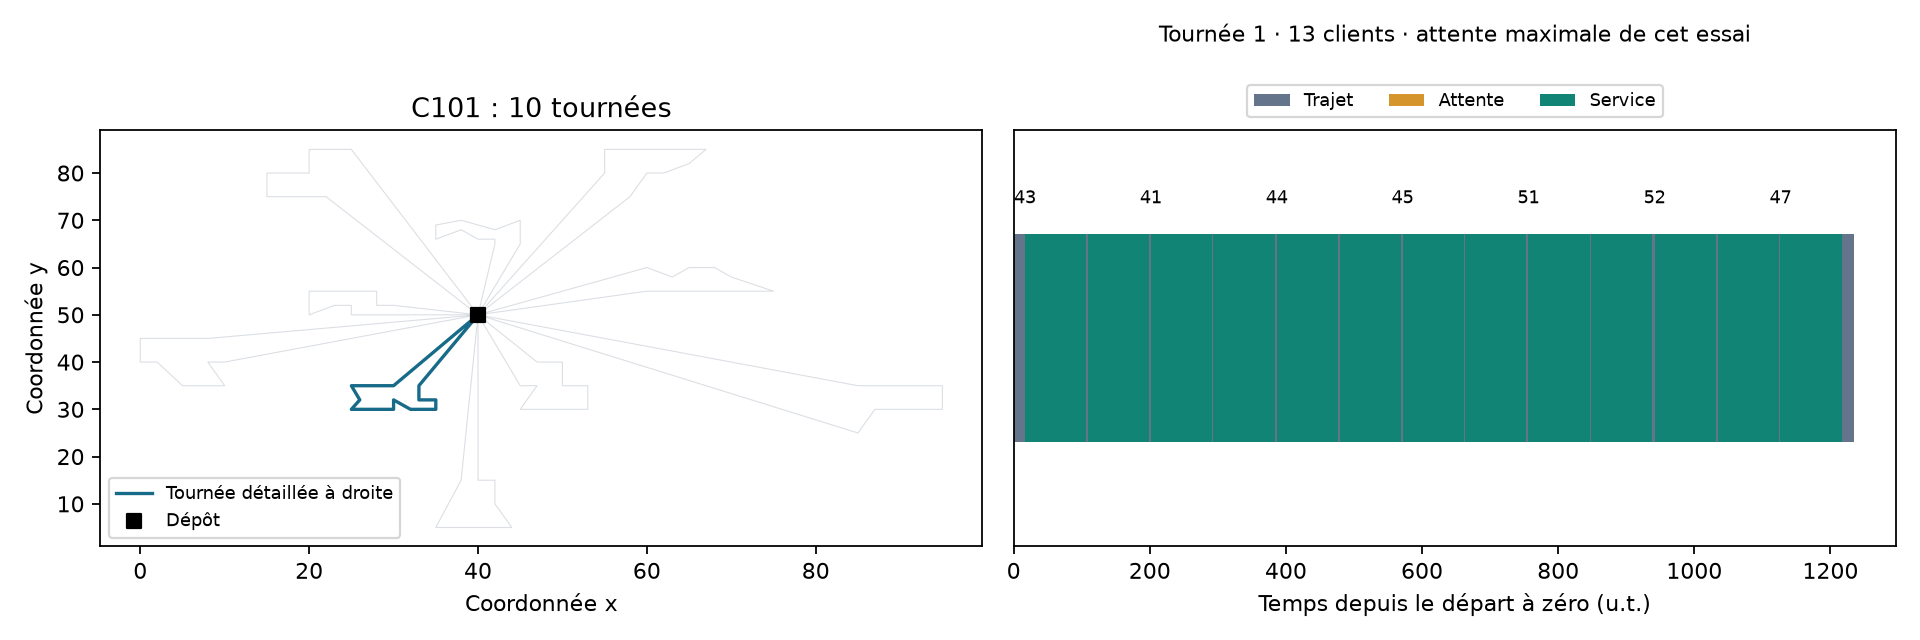 Tournée 1 · 13 clients · attente maximale de cet essai
C101 : 10 tournées
Trajet Attente Service
Coordonnée y
80
70
60
50
40
30
20
10
Tournée détaillée à droite
Dépôt
0 20 40 60 80
Coordonnée x
43 41 44 45 51 52 47
0 200 400 600 800 1000 1200
Temps depuis le départ à zéro (u.t.)